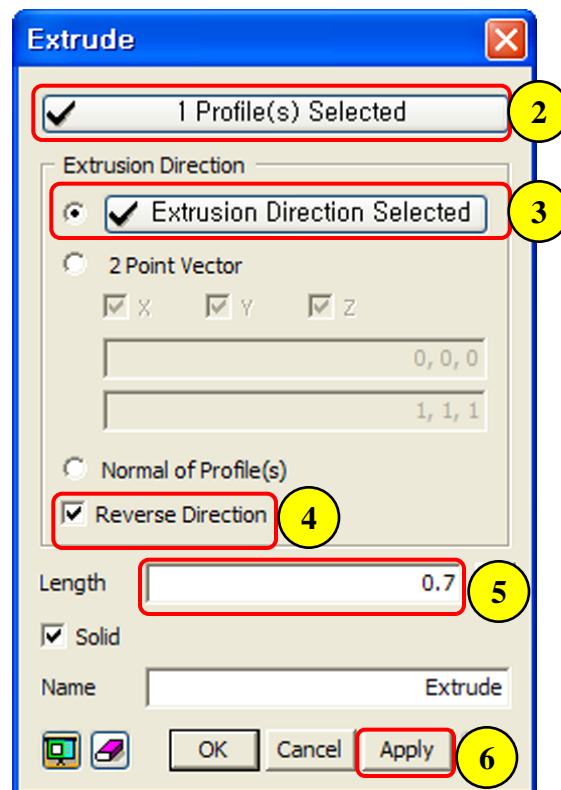 Extrude
1 Profile(s) Selected
2
Extrusion Direction
Extrusion Direction Selected
3
2 Point Vector
X Y Z
0, 0, 0
1, 1, 1
Normal of Profile(s)
Reverse Direction
4
Length 0.7
5
Solid
Name Extrude
OK Cancel Apply
6